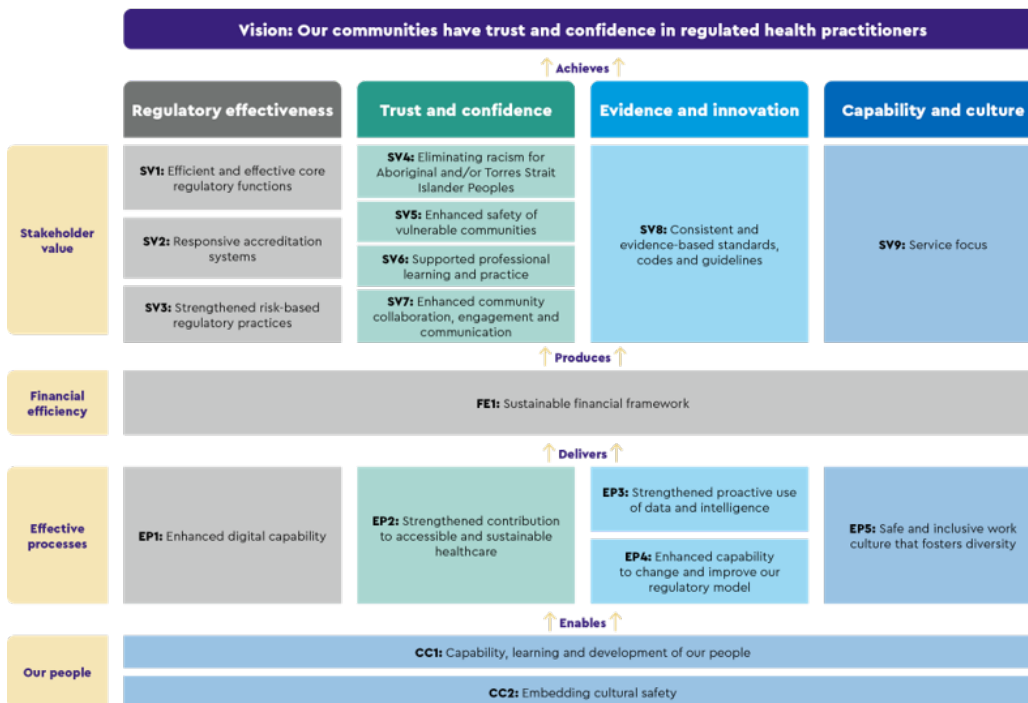 Vision: Our communities have trust and confidence in regulated health practitioners
Achieves
Regulatory effectiveness
Trust and confidence
Evidence and innovation
Capability and culture
Stakeholder
value
SV1: Efficient and effective core
regulatory functions
SV2: Responsive accreditation
systems
SV3: Strengthened risk-based
regulatory practices
SV4: Eliminating racism for
Aboriginal and/or Torres Strait
Islander Peoples
SV5: Enhanced safety of
vulnerable communities
SV6: Supported professional
learning and practice
SV7: Enhanced community
collaboration, engagement and
communication
SV8: Consistent and
evidence-based standards,
codes and guidelines
SV9: Service focus
Produces
Financial
efficiency
FE1: Sustainable financial framework
Delivers
Effective
processes
EP1: Enhanced digital capability
EP2: Strengthened contribution
to accessible and sustainable
healthcare
EP3: Strengthened proactive use
of data and intelligence
EP4: Enhanced capability
to change and improve our
regulatory model
EP5: Safe and inclusive work
culture that fosters diversity
Enables
Our people
CC1: Capability, learning and development of our people
CC2: Embedding cultural safety